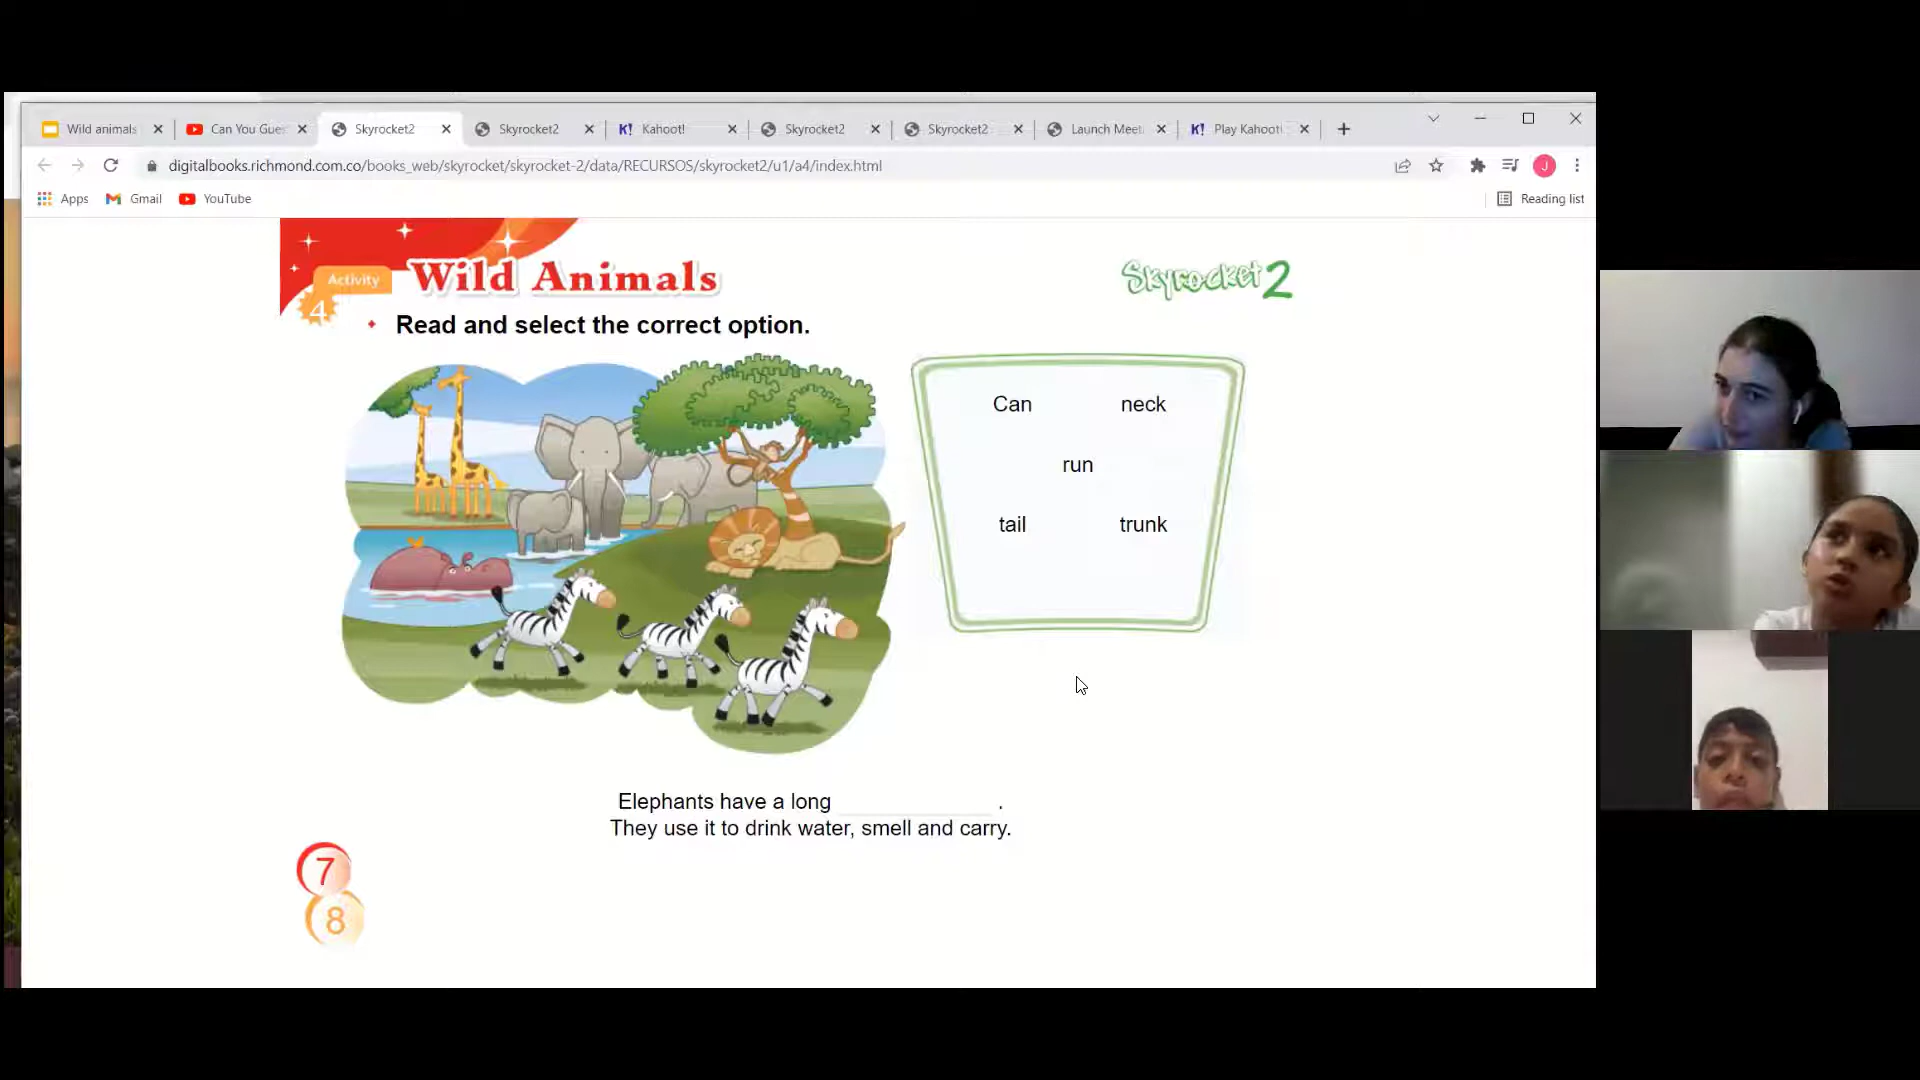 Wild animals
Can You Gues
Skyrocket2
Skyrocket2
K! Kahoot!
Skyrocket2
Skyrocket2
Launch Meet
K! Play Kahoot!
digitalbooks.richmond.com.co/books_web/skyrocket/skyrocket-2/data/RECURSOS/skyrocket2/u1/a4/index.html
J
Apps
Gmail
YouTube
Reading list
Activity
4
Wild Animals
Skyrocket 2
Read and select the correct option.
Can neck
run
tail trunk
Elephants have a long ____________ .
They use it to drink water, smell and carry.
7
8